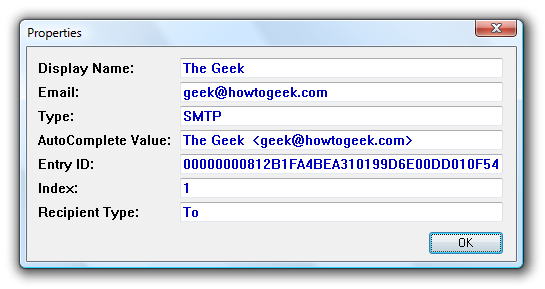 Properties
Display Name: The Geek
Email: geek@howtogeek.com
Type: SMTP
AutoComplete Value: The Geek <geek@howtogeek.com>
Entry ID: 00000000812B1FA4BEA310199D6E00DD010F54
Index: 1
Recipient Type: To
OK